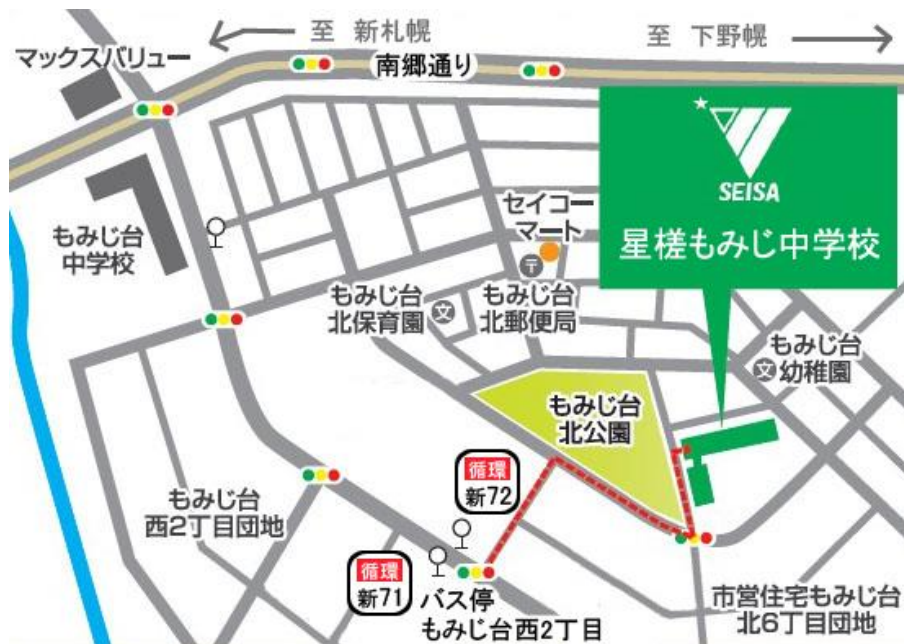 至 新札幌
至 下野幌
マックスバリュー
南郷通り
SEISA
星槎もみじ中学校
もみじ台
中学校
セイコー
マート
〒
もみじ台
北保育園
文
もみじ台
北郵便局
もみじ台
幼稚園
文
もみじ台
北公園
循環
新72
もみじ台
西2丁目団地
循環
新71
バス停
もみじ台西2丁目
市営住宅もみじ台
北6丁目団地